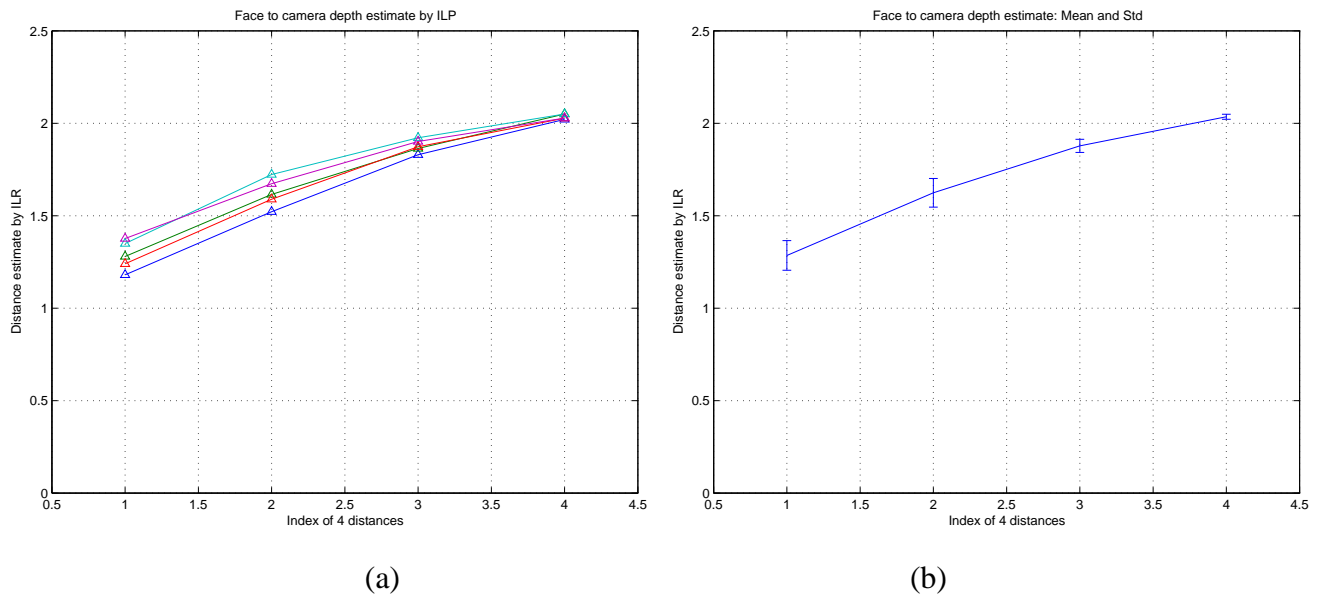 Face to camera depth estimate by ILP
2.5
2
1.5
1
0.5
0
Distance estimate by ILR
0.5 1 1.5 2 2.5 3 3.5 4 4.5
Index of 4 distances
(a)
Face to camera depth estimate: Mean and Std
2.5
2
1.5
1
0.5
0
Distance estimate by ILR
0.5 1 1.5 2 2.5 3 3.5 4 4.5
Index of 4 distances
(b)